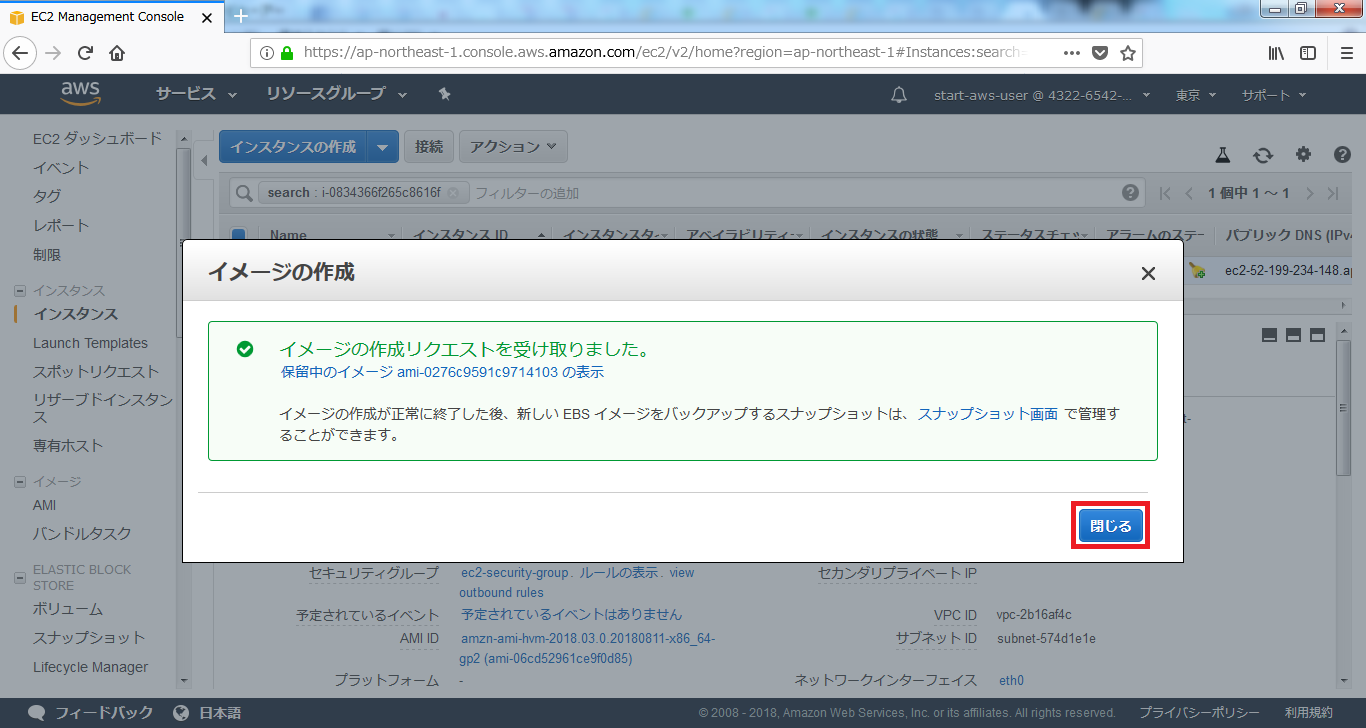 EC2 Management Console
https://ap-northeast-1.console.aws.amazon.com/ec2/v2/home?region=ap-northeast-1#Instances:search=
aws
サービス
リソースグループ
start-aws-user @ 4322-6542-...
東京
サポート
EC2 ダッシュボード
イベント
タグ
レポート
制限
インスタンス
インスタンス
Launch Templates
スポットリクエスト
リザーブドインスタン
ス
専有ホスト
イメージ
AMI
バンドルタスク
ELASTIC BLOCK
STORE
ボリューム
スナップショット
Lifecycle Manager
インスタンスの作成
接続
アクション
search : i-0834366f265c8616f
フィルターの追加
1 個中 1 ～ 1
Name
インスタンス ID
インスタンスタ-
アベイラビリティ-
インスタンスの状態
ステータスチェッ
アラームのステー
パブリック DNS (IPv4
ec2-52-199-234-148.ap
イメージの作成
イメージの作成リクエストを受け取りました。
保留中のイメージ ami-0276c9591c9714103 の表示
イメージの作成が正常に終了した後、新しい EBS イメージをバックアップするスナップショットは、スナップショット画面 で管理す
ることができます。
閉じる
セキュリティグループ
ec2-security-group. ルールの表示. view
outbound rules
セカンダリプライベート IP
予定されているイベント
予定されているイベントはありません
VPC ID
vpc-2b16af4c
AMI ID
amzn-ami-hvm-2018.03.0.20180811-x86_64-
gp2 (ami-06cd52961ce9f0d85)
サブネット ID
subnet-574d1e1e
プラットフォーム
-
ネットワークインターフェイス
eth0
フィードバック
日本語
© 2008 - 2018, Amazon Web Services, Inc. or its affiliates. All rights reserved.
プライバシーポリシー
利用規約